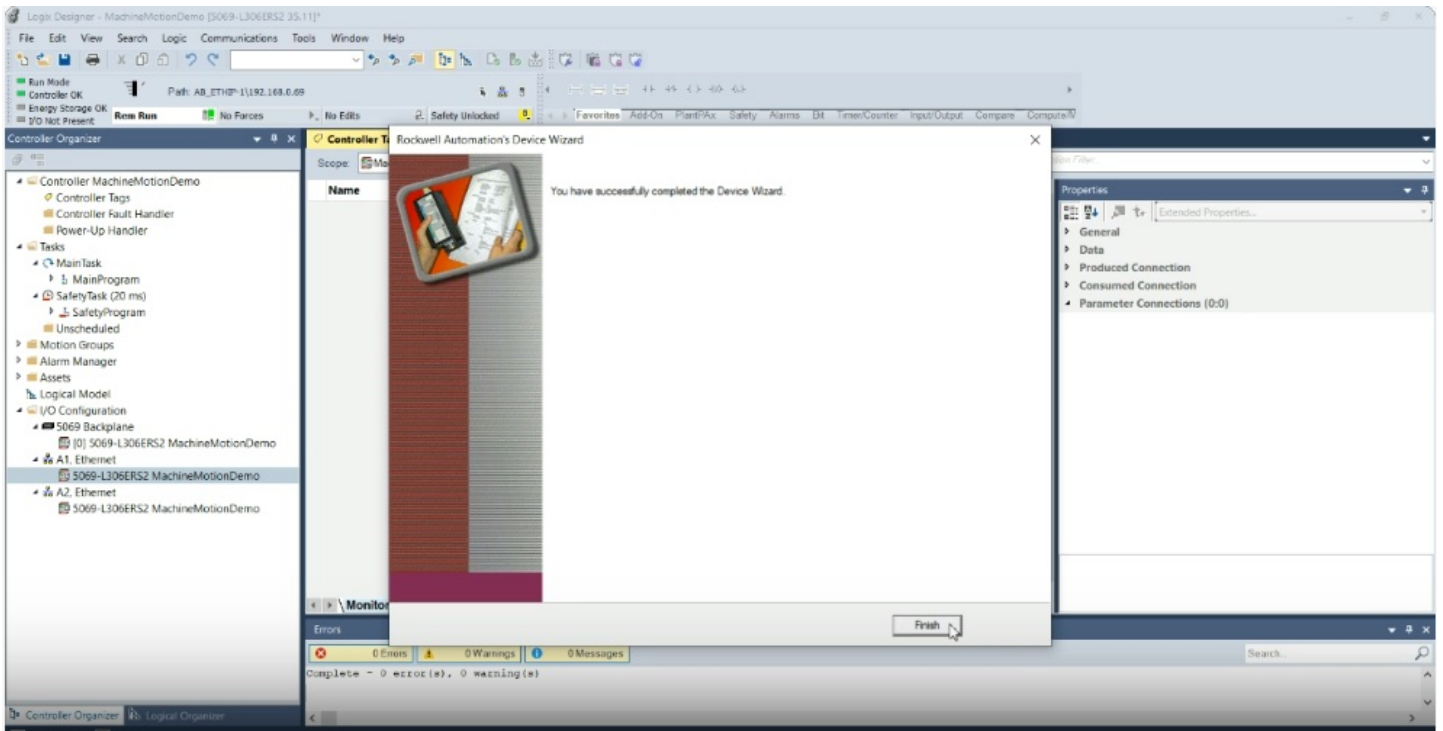 Logix Designer - MachineMotionDemo [5069-L306ERS2 35.11]*
File Edit View Search Logic Communications Tools Window Help
Run Mode
Controller OK
Energy Storage OK
I/O Not Present
Path: AB_ETHIP-1\192.168.0.69
Rem Run No Forces No Edits Safety Unlocked
Favorites Add-On PlantPAx Safety Alarms Bit Timer/Counter Input/Output Compare Compute/M
Controller Organizer
Controller MachineMotionDemo
Controller Tags
Controller Fault Handler
Power-Up Handler
Tasks
MainTask
MainProgram
SafetyTask (20 ms)
SafetyProgram
Unscheduled
Motion Groups
Alarm Manager
Assets
Logical Model
I/O Configuration
5069 Backplane
[0] 5069-L306ERS2 MachineMotionDemo
A1, Ethernet
5069-L306ERS2 MachineMotionDemo
A2, Ethernet
5069-L306ERS2 MachineMotionDemo
Controller Organizer Logical Organizer
Controller Ta
Scope: Ma
Name
Monitor
Rockwell Automation's Device Wizard
You have successfully completed the Device Wizard.
Finish
Filter...
Properties
Extended Properties...
General
Data
Produced Connection
Consumed Connection
Parameter Connections (0:0)
Errors
0 Errors 0 Warnings 0 Messages
Search...
Complete - 0 error(s), 0 warning(s)